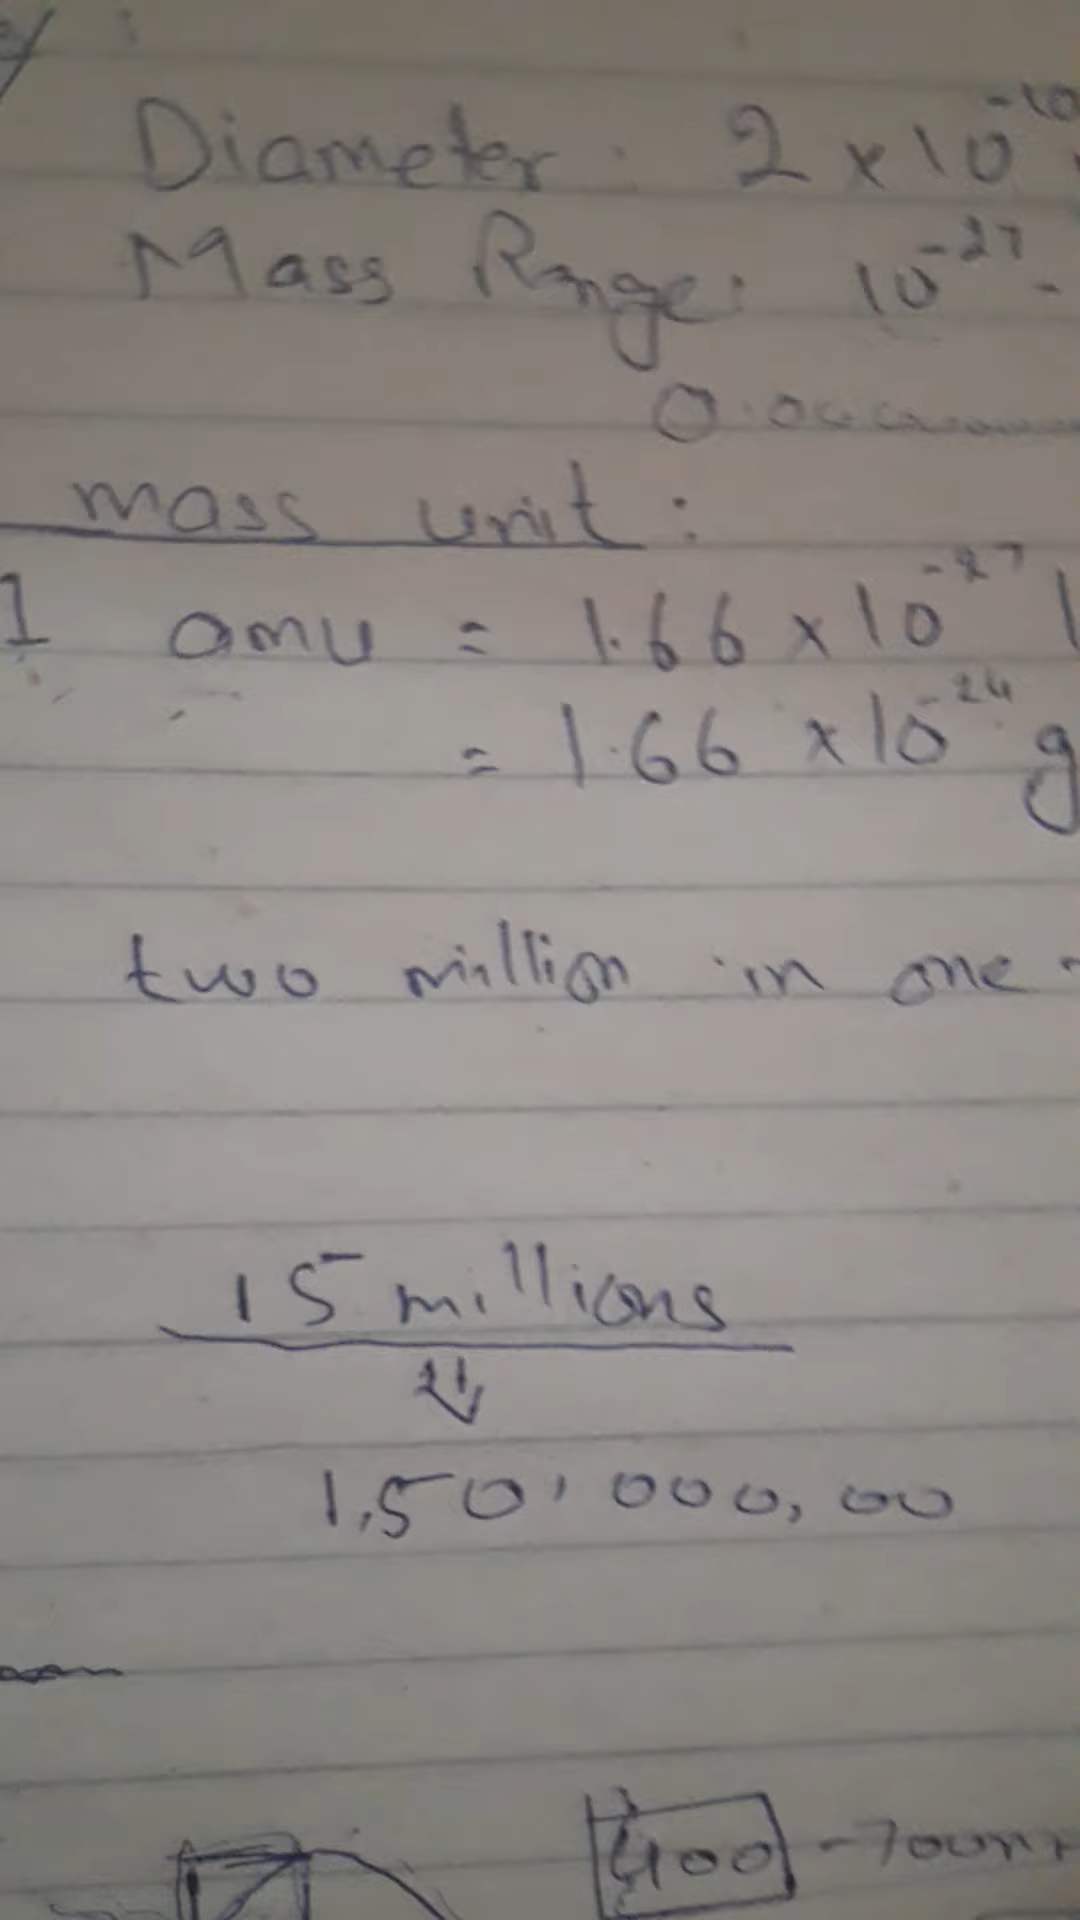 Diameter: 2 x 10⁻¹⁰
Mass Range: 10⁻²⁷ -
mass unit:
1 amu = 1.66 x 10⁻²⁷
= 1.66 x 10⁻²⁴ g
two million in one
15 millions
1,50,000,00
400 - 700n